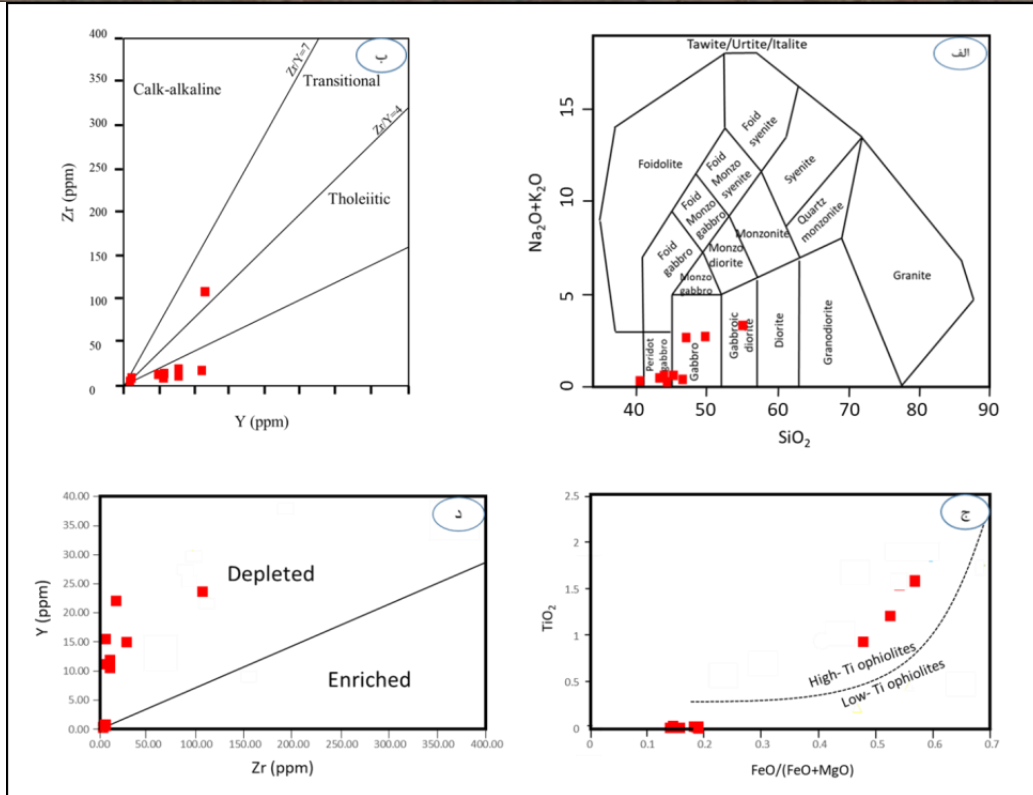 400
350
300
250
200
150
100
50
0
Zr (ppm)
Y (ppm)
Calk-alkaline
Zr/Y=7
Transitional
Zr/Y=4
Tholeiitic
ب
الف
15
10
5
0
Na₂O+K₂O
40
50
60
70
80
90
SiO₂
Tawite/Urtite/Italite
Foidolite
Foid
syenite
Foid
Monzo
syenite
Syenite
Foid
Monzo
gabbro
Quartz
monzonite
Monzonite
Foid
gabbro
Monzo
diorite
Monzo
gabbro
Granite
Peridot
gabbro
Gabbro
Gabbroic
diorite
Diorite
Granodiorite
40.00
35.00
30.00
25.00
20.00
15.00
10.00
5.00
0.00
Y (ppm)
0.00
50.00
100.00
150.00
200.00
250.00
300.00
350.00
400.00
Zr (ppm)
Depleted
Enriched
د
ج
2.5
2
1.5
1
0.5
0
TiO₂
0
0.1
0.2
0.3
0.4
0.5
0.6
0.7
FeO/(FeO+MgO)
High- Ti ophiolites
Low- Ti ophiolites